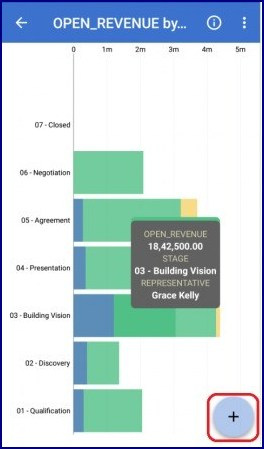 OPEN_REVENUE by...
0 1m 2m 3m 4m 5m
07 - Closed
06 - Negotiation
05 - Agreement
OPEN_REVENUE
18,42,500.00
STAGE
04 - Presentation
03 - Building Vision
REPRESENTATIVE
Grace Kelly
03 - Building Vision
02 - Discovery
01 - Qualification
+